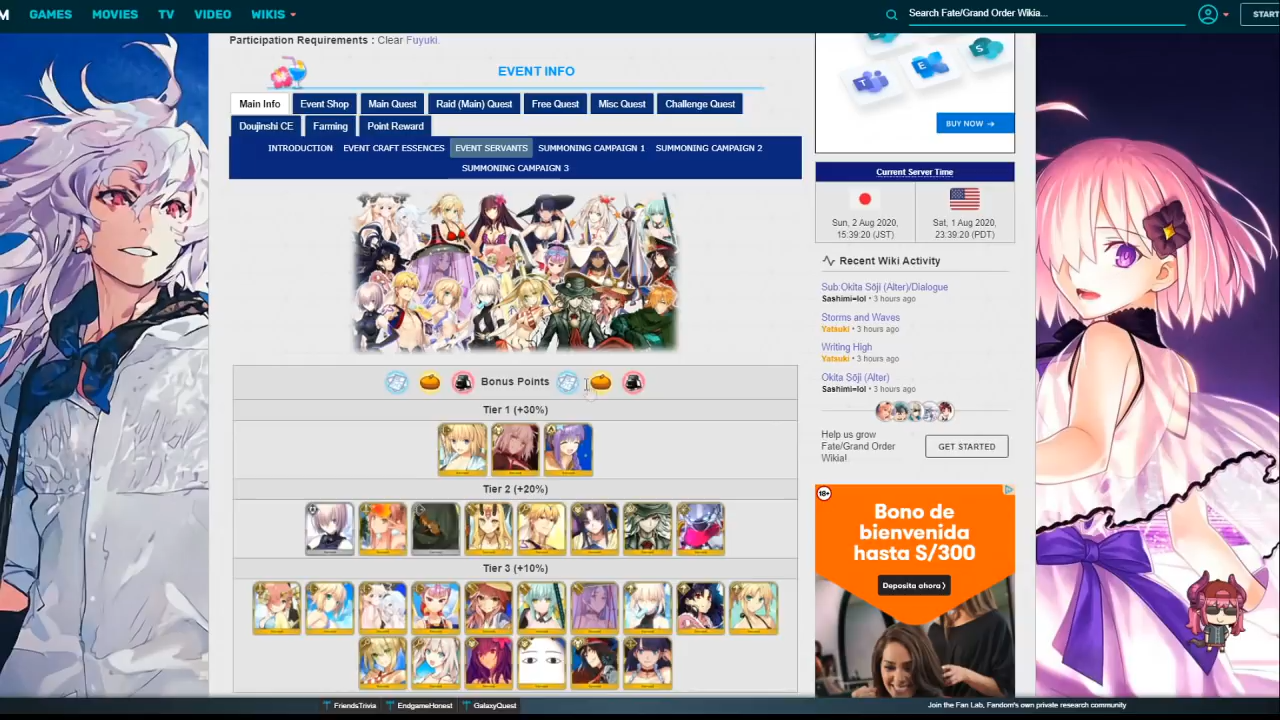 M GAMES MOVIES TV VIDEO WIKIS Search Fate/Grand Order Wikia... START
Participation Requirements : Clear Fuyuki.
EVENT INFO
Main Info Event Shop Main Quest Raid (Main) Quest Free Quest Misc Quest Challenge Quest
Doujinshi CE Farming Point Reward
INTRODUCTION EVENT CRAFT ESSENCES EVENT SERVANTS SUMMONING CAMPAIGN 1 SUMMONING CAMPAIGN 2
SUMMONING CAMPAIGN 3
Bonus Points
Tier 1 (+30%)
Tier 2 (+20%)
Tier 3 (+10%)
BUY NOW →
Current Server Time
Sun, 2 Aug 2020,
15:39:20 (JST)
Sat, 1 Aug 2020,
23:39:20 (PDT)
Recent Wiki Activity
Sub:Okita Sōji (Alter)/Dialogue
Sashimi=lol • 3 hours ago
Storms and Waves
Yatsuki • 3 hours ago
Writing High
Yatsuki • 3 hours ago
Okita Sōji (Alter)
Sashimi=lol • 3 hours ago
Help us grow
Fate/Grand Order
Wikia!
GET STARTED
18+
Bono de
bienvenida
hasta S/300
Deposita ahora
FriendsTrivia EndgameHonest GalaxyQuest Join the Fan Lab, Fandom's own private research community